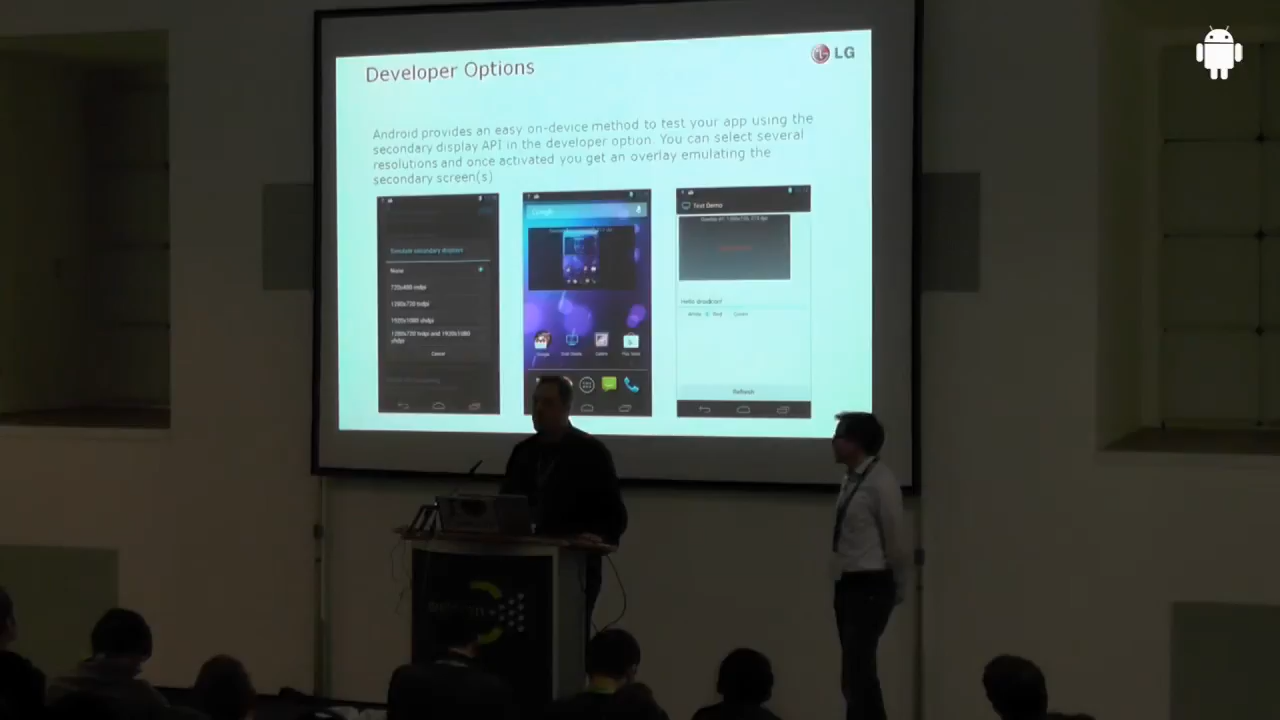 Developer Options
LG
Android provides an easy on-device method to test your app using the
secondary display API in the developer option. You can select several
resolutions and once activated you get an overlay emulating the
secondary screen(s)
Simulate secondary displays
None
720x480 mdpi
1280x720 tvdpi
1920x1080 xhdpi
1280x720 tvdpi and 1920x1080
xhdpi
Cancel
Google
Test Demo
Hello droidcon!
White
Red
Green
Refresh